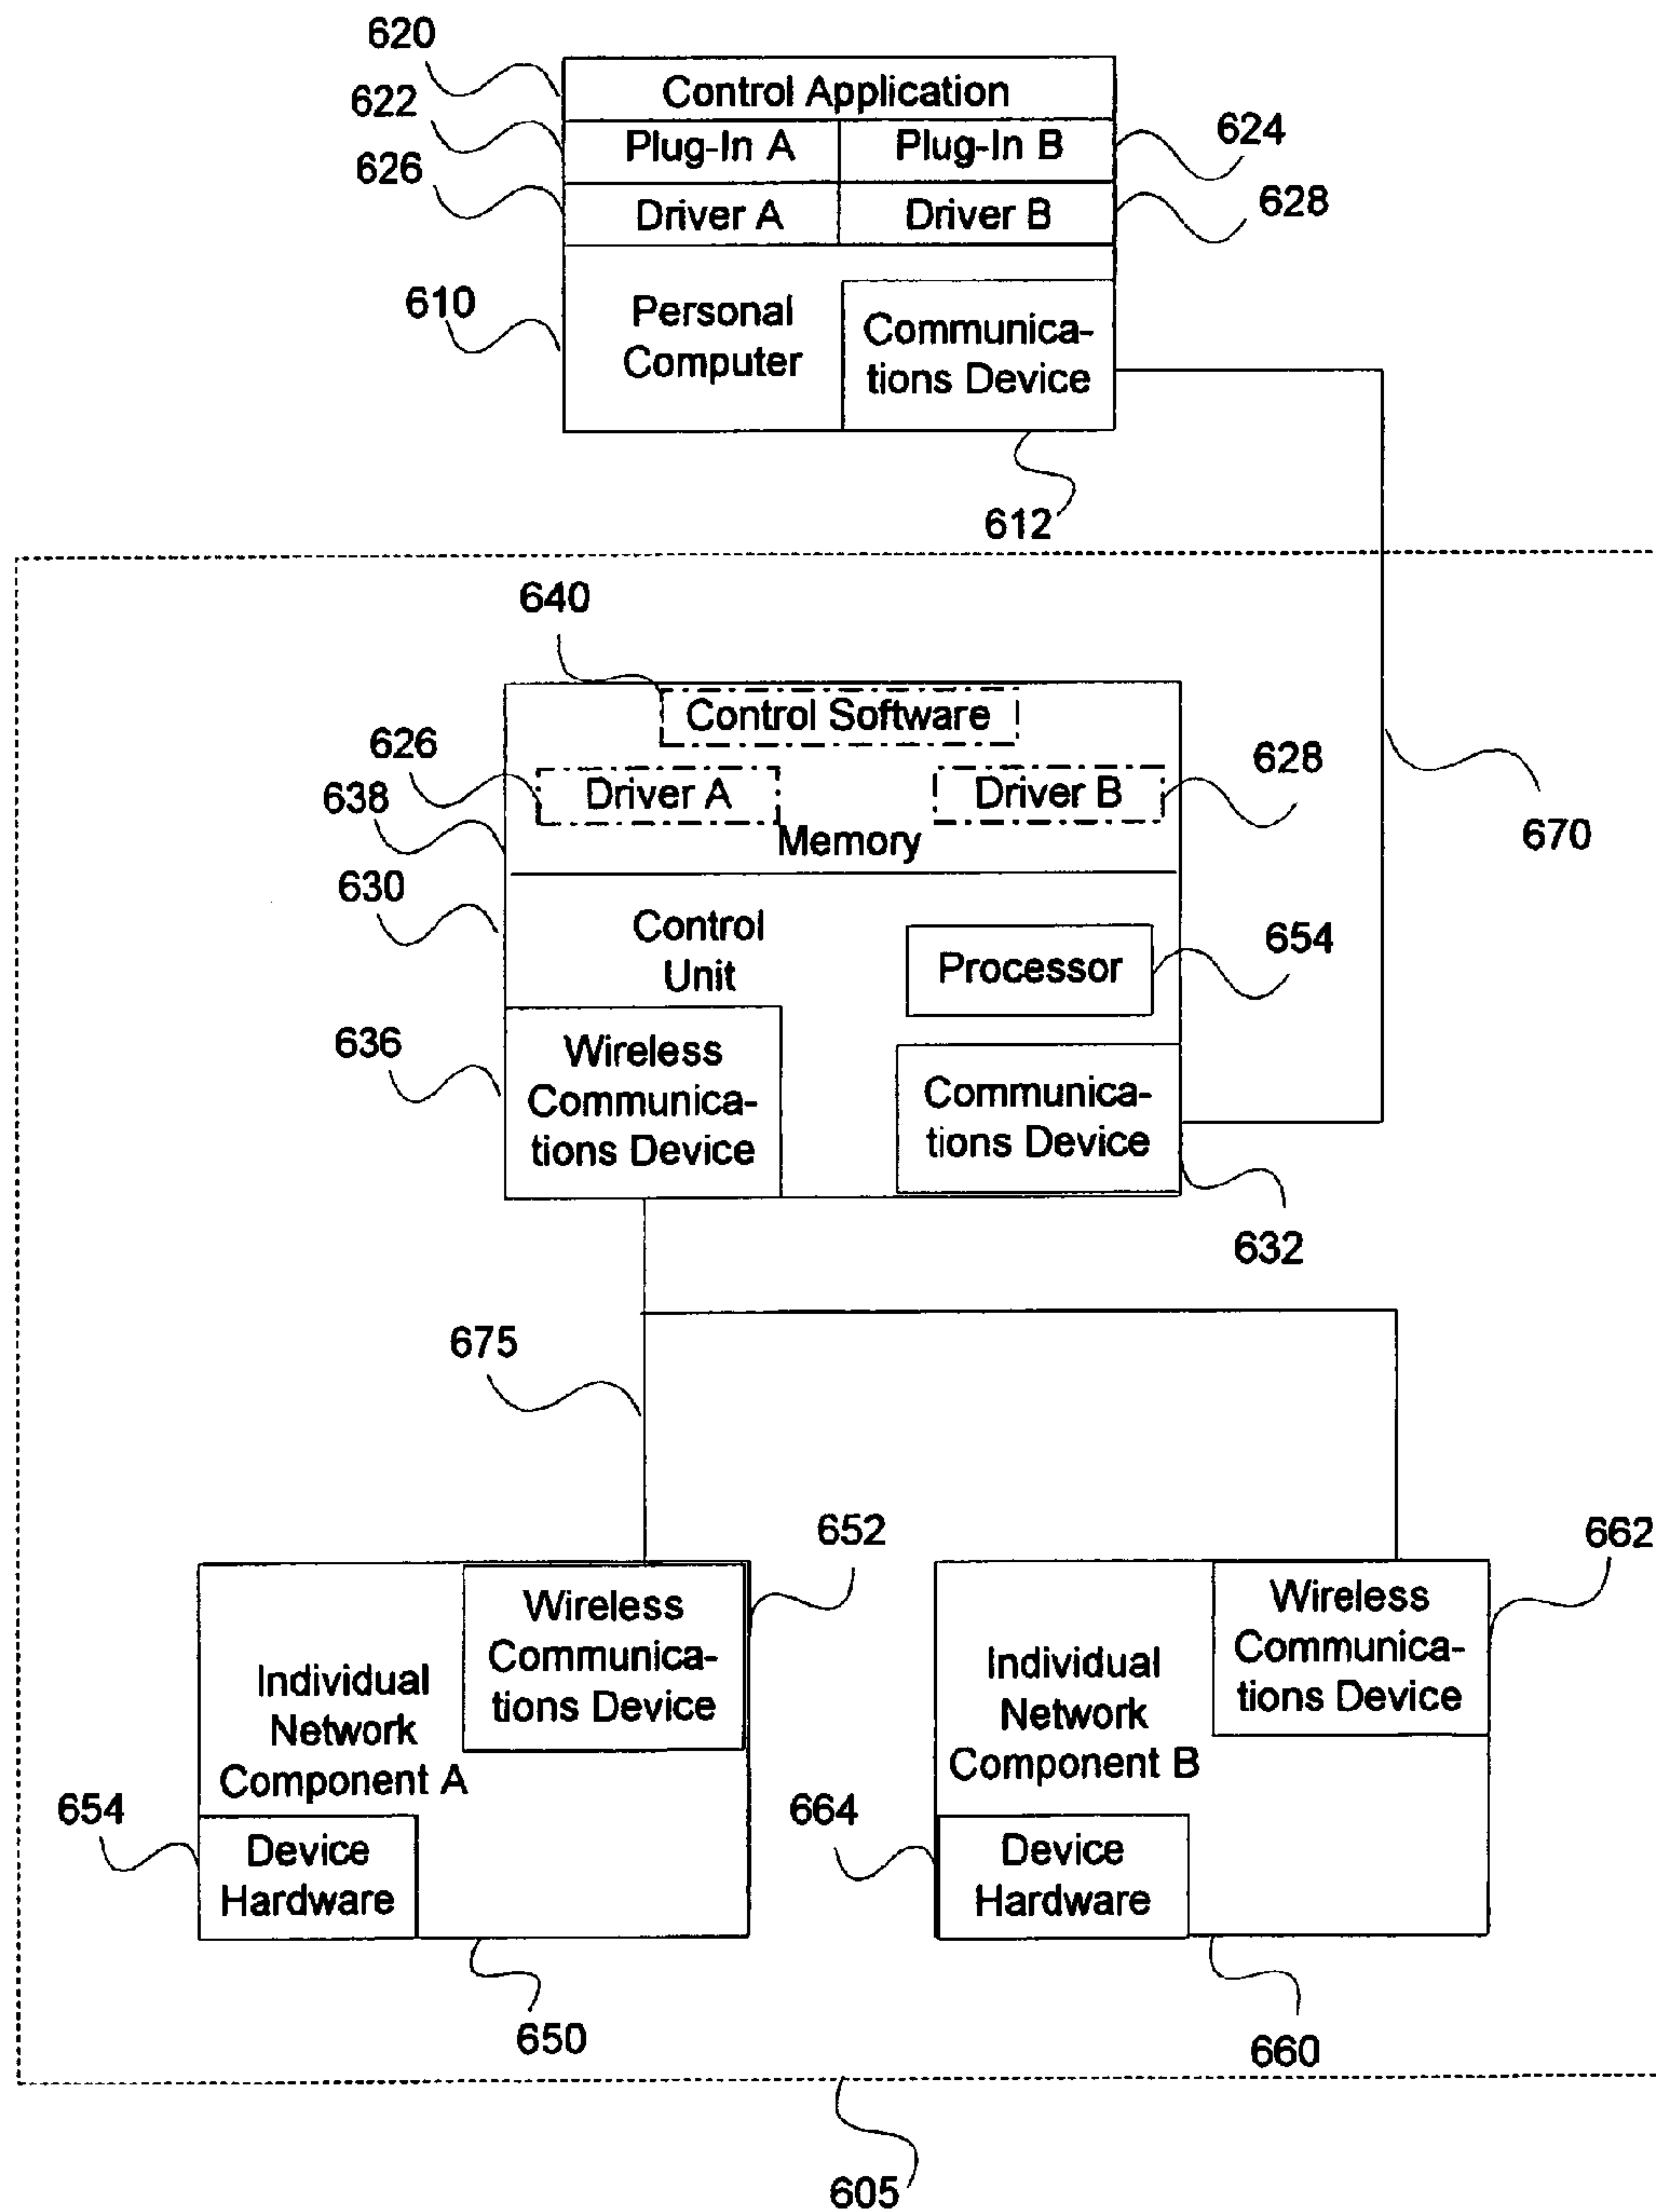 620
Control Application
622
Plug-In A
Plug-In B
624
626
Driver A
Driver B
628
610
Personal
Computer
Communica-
tions Device
612
640
Control Software
626
Driver A
Driver B
628
638
Memory
670
630
Control
Unit
Processor
654
636
Wireless
Communica-
tions Device
Communica-
tions Device
632
675
652
662
Wireless
Communica-
tions Device
Individual
Network
Component A
Wireless
Communica-
tions Device
Individual
Network
Component B
654
Device
Hardware
664
Device
Hardware
650
660
605